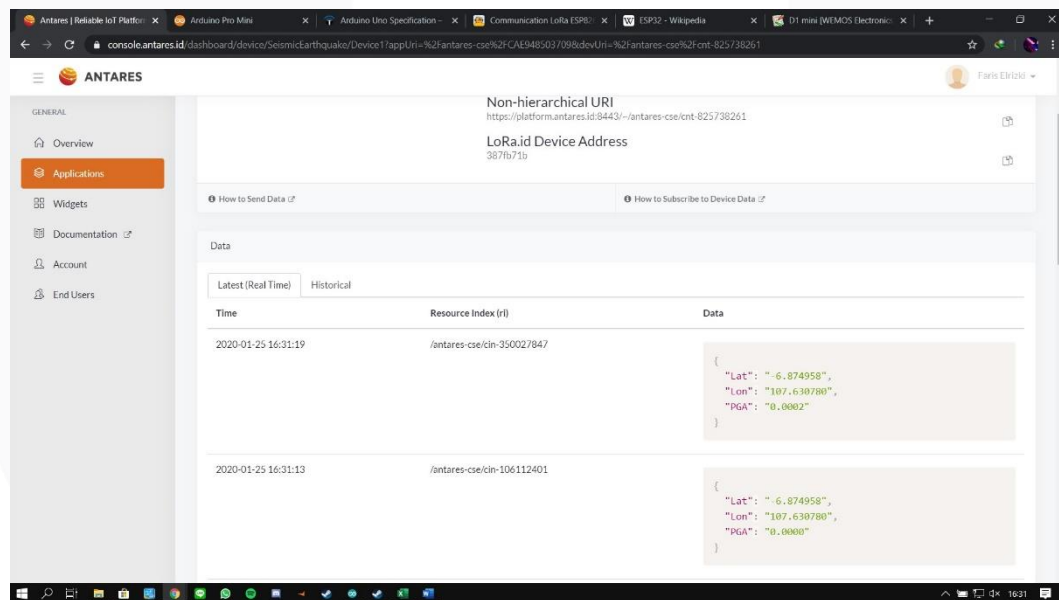 Antares | Reliable IoT Platfor
Arduino Pro Mini
Arduino Uno Specification -
Communication LoRa ESP82
W ESP32 - Wikipedia
D1 mini [WEMOS Electronic
console.antares.id/dashboard/device/SeismicEarthquake/Device1?appUri=%2Fantares-cse%2FCAE948503709&devUri=%2Fantares-cse%2Fcnt-825738261
ANTARES
Faris Elrizki
GENERAL
Overview
Applications
Widgets
Documentation
Account
End Users
Non-hierarchical URI
https://platform.antares.id:8443/~/antares-cse/cnt-825738261
LoRa.id Device Address
387fb71b
How to Send Data
How to Subscribe to Device Data
Data
Latest (Real Time)
Historical
Time
Resource Index (ri)
Data
2020-01-25 16:31:19
/antares-cse/cin-350027847
{
"Lat": "-6.874958",
"Lon": "107.630780",
"PGA": "0.0002"
}
2020-01-25 16:31:13
/antares-cse/cin-106112401
{
"Lat": "-6.874958",
"Lon": "107.630780",
"PGA": "0.0000"
}
16:31